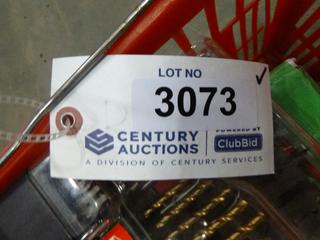 LOT NO
3073
CENTURY
AUCTIONS
POWERED BY
ClubBid
A DIVISION OF CENTURY SERVICES